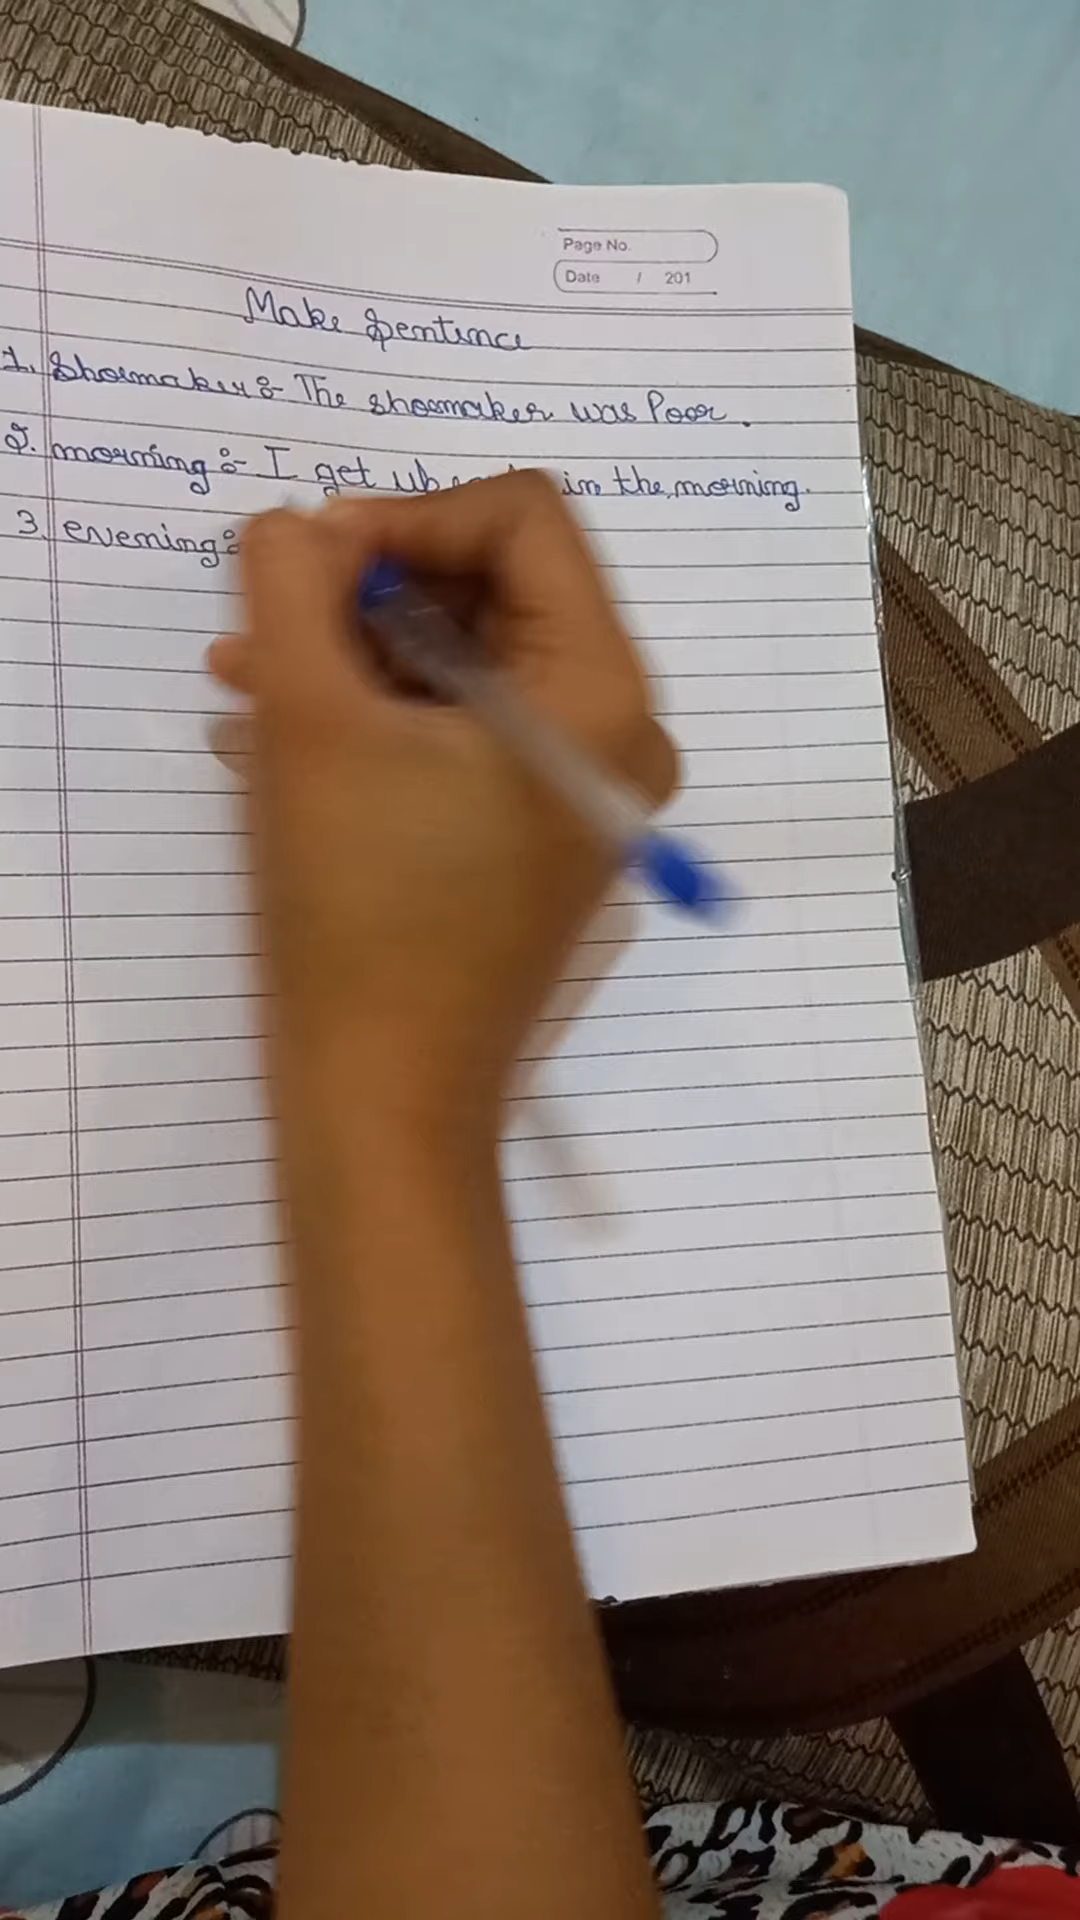 Page No.
Date / 201
Make Sentence
1. Shoemaker :- The shoemaker was Poor.
2. morning :- I get up in the morning.
3. evening :